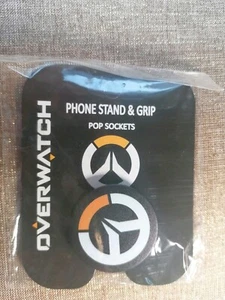 PHONE STAND & GRIP
POP SOCKETS
OVERWATCH